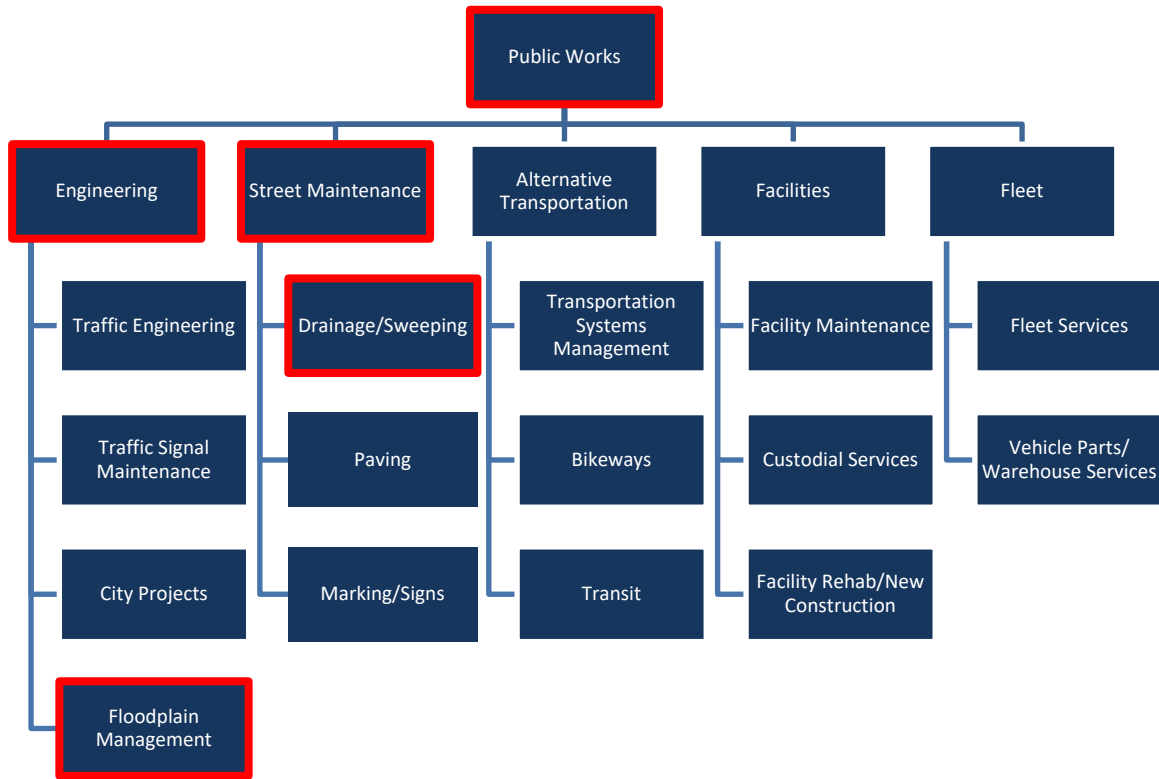 Public Works
Engineering
Street Maintenance
Alternative
Transportation
Facilities
Fleet
Traffic Engineering
Drainage/Sweeping
Transportation
Systems
Management
Facility Maintenance
Fleet Services
Traffic Signal
Maintenance
Paving
Bikeways
Custodial Services
Vehicle Parts/
Warehouse Services
City Projects
Marking/Signs
Transit
Facility Rehab/New
Construction
Floodplain
Management